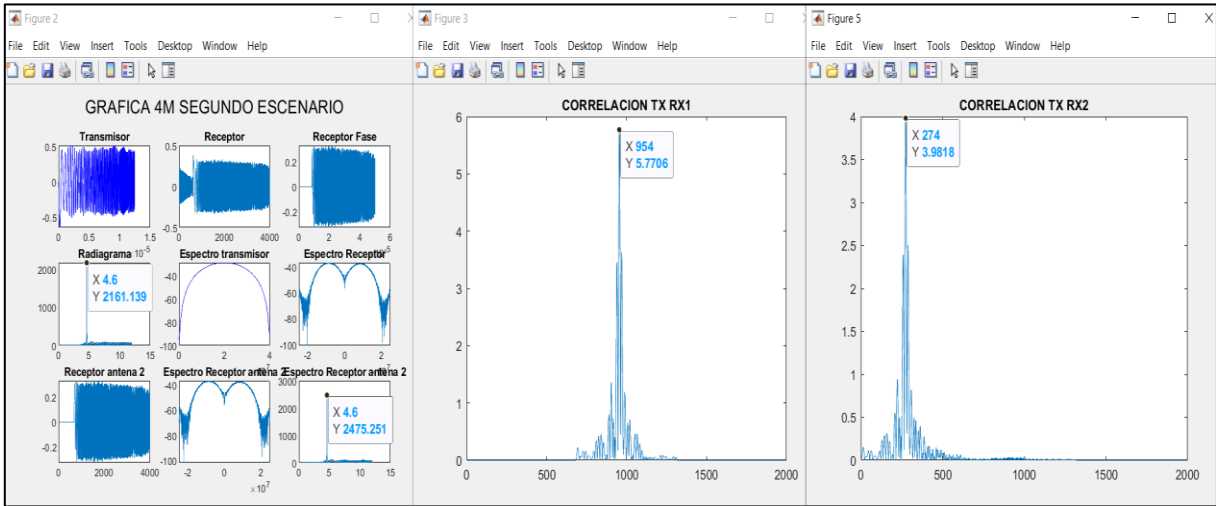 Figure 2
File Edit View Insert Tools Desktop Window Help
GRAFICA 4M SEGUNDO ESCENARIO
Transmisor
0.5
0
-0.5
0 0.5 1 1.5
×10-5
Receptor
0.5
0
-0.5
0 2000 4000
Receptor Fase
0.2
0
-0.2
0 2 4 6
Radiagrama
2000
1000
0
0 5 10 15
X 4.6
Y 2161.139
Espectro transmisor
-40
-60
-80
-100
0 2 4
Espectro Receptor
-40
-60
-80
-100
-2 0 2
Receptor antena 2
0.2
0
-0.2
0 2000 4000
Espectro Receptor antena 2
-40
-60
-80
-100
-2 0 2
×10 7
Espectro Receptor antena 2
3000
2000
1000
0
0 5 10 15
X 4.6
Y 2475.251
Figure 3
File Edit View Insert Tools Desktop Window Help
CORRELACION TX RX1
6
5
4
3
2
1
0
0 500 1000 1500 2000
X 954
Y 5.7706
Figure 5
File Edit View Insert Tools Desktop Window Help
CORRELACION TX RX2
4
3.5
3
2.5
2
1.5
1
0.5
0
0 500 1000 1500 2000
X 274
Y 3.9818